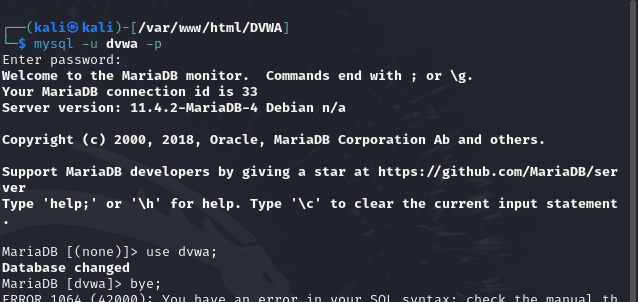 ┌──(kali㉿kali)-[/var/www/html/DVWA]
└─$ mysql -u dvwa -p
Enter password:
Welcome to the MariaDB monitor.  Commands end with ; or \g.
Your MariaDB connection id is 33
Server version: 11.4.2-MariaDB-4 Debian n/a
Copyright (c) 2000, 2018, Oracle, MariaDB Corporation Ab and others.
Support MariaDB developers by giving a star at https://github.com/MariaDB/ser
ver
Type 'help;' or '\h' for help. Type '\c' to clear the current input statement
.
MariaDB [(none)]> use dvwa;
Database changed
MariaDB [dvwa]> bye;
ERROR 1064 (42000): You have an error in your SQL syntax; check the manual th